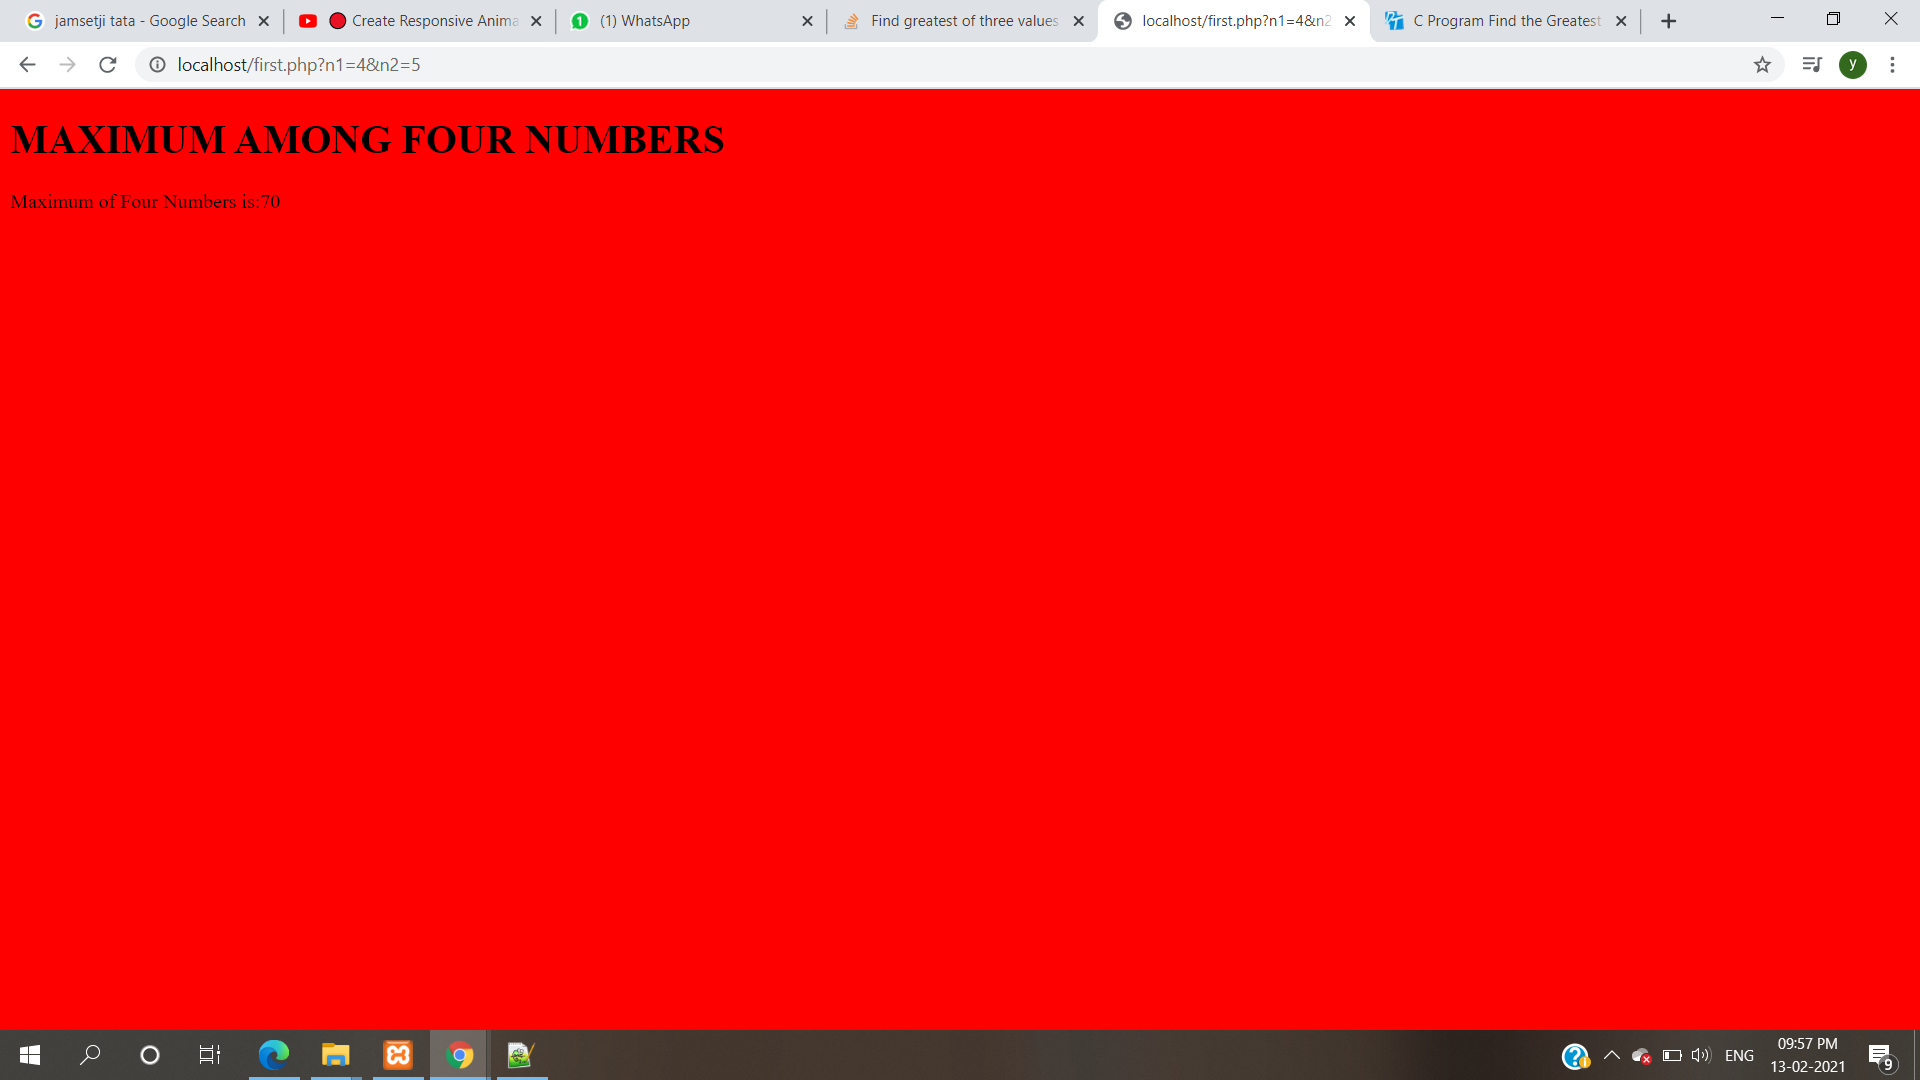 jamsetji tata - Google Search
Create Responsive Anima
(1) WhatsApp
Find greatest of three values
localhost/first.php?n1=4&n2
C Program Find the Greatest
localhost/first.php?n1=4&n2=5
y
MAXIMUM AMONG FOUR NUMBERS
Maximum of Four Numbers is:70
ENG
09:57 PM
13-02-2021
9